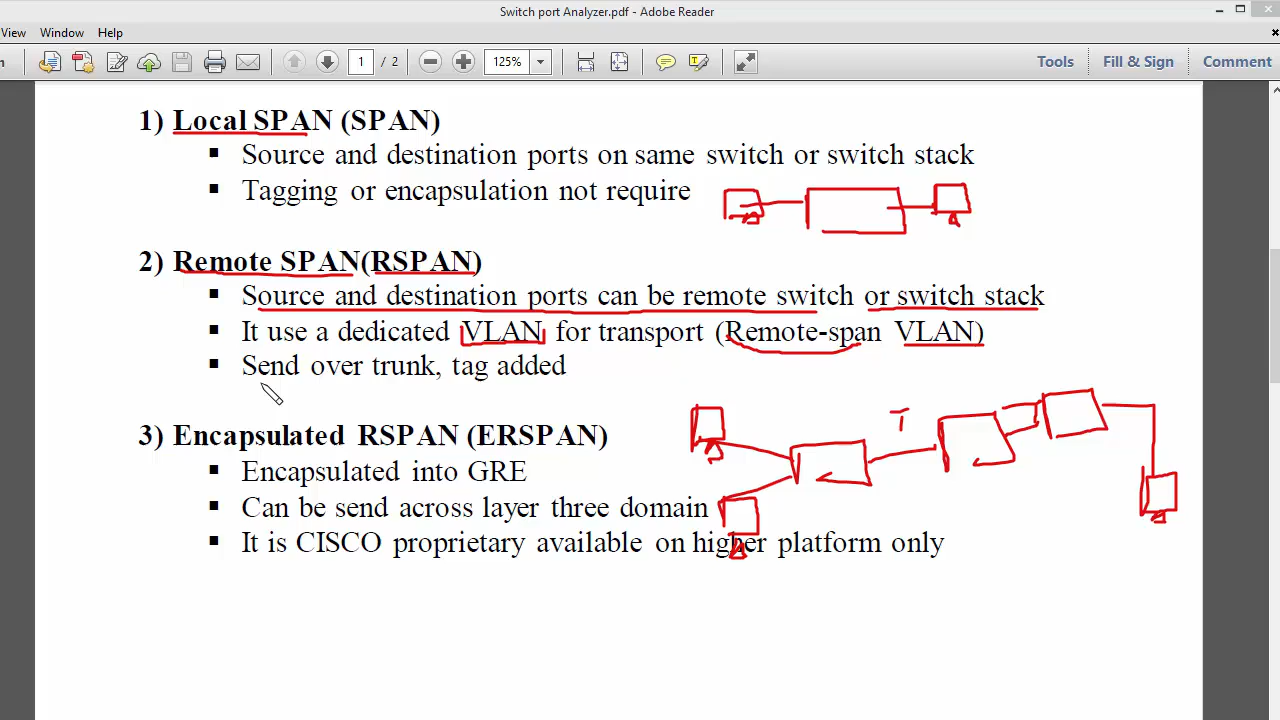 Switch port Analyzer.pdf - Adobe Reader
View Window Help
1 / 2 125% Tools Fill & Sign Comment
1) Local SPAN (SPAN)
▪ Source and destination ports on same switch or switch stack
▪ Tagging or encapsulation not require
2) Remote SPAN(RSPAN)
▪ Source and destination ports can be remote switch or switch stack
▪ It use a dedicated VLAN for transport (Remote-span VLAN)
▪ Send over trunk, tag added
T
3) Encapsulated RSPAN (ERSPAN)
▪ Encapsulated into GRE
▪ Can be send across layer three domain
▪ It is CISCO proprietary available on higher platform only